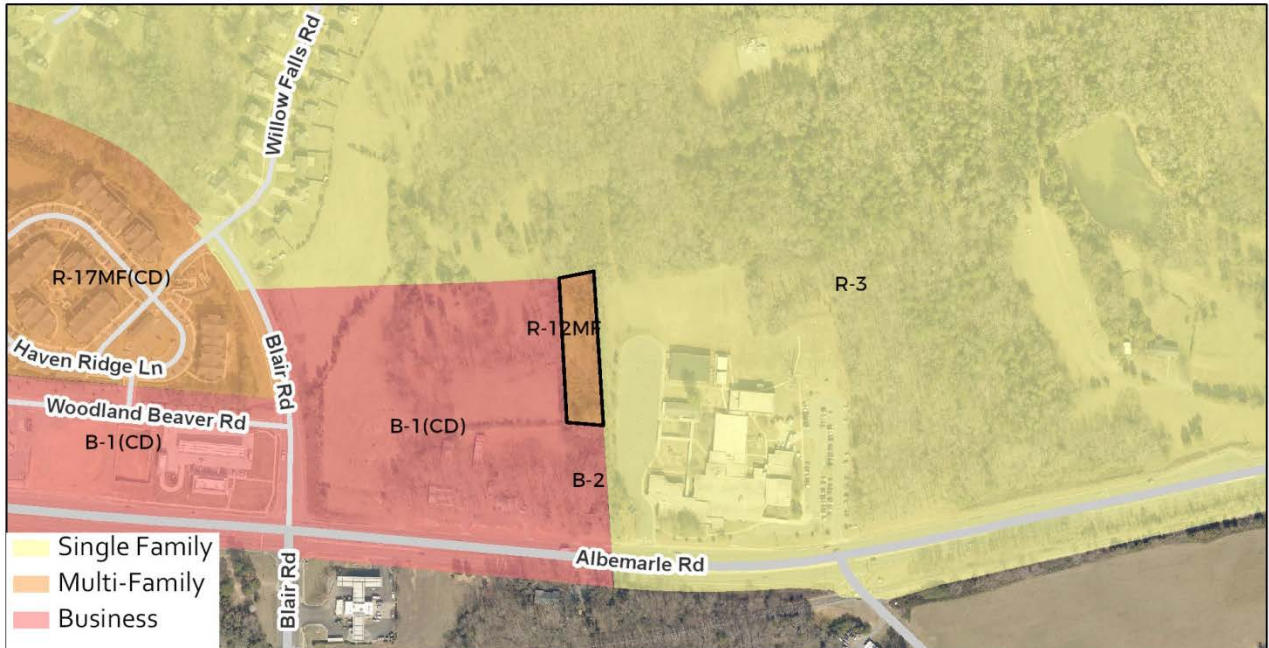 Willow Falls Rd
R-17MF(CD)
R-3
R-12MF
Haven Ridge Ln
Blair Rd
Woodland Beaver Rd
B-1(CD)
B-1(CD)
B-2
Albemarle Rd
Blair Rd
Single Family
Multi-Family
Business